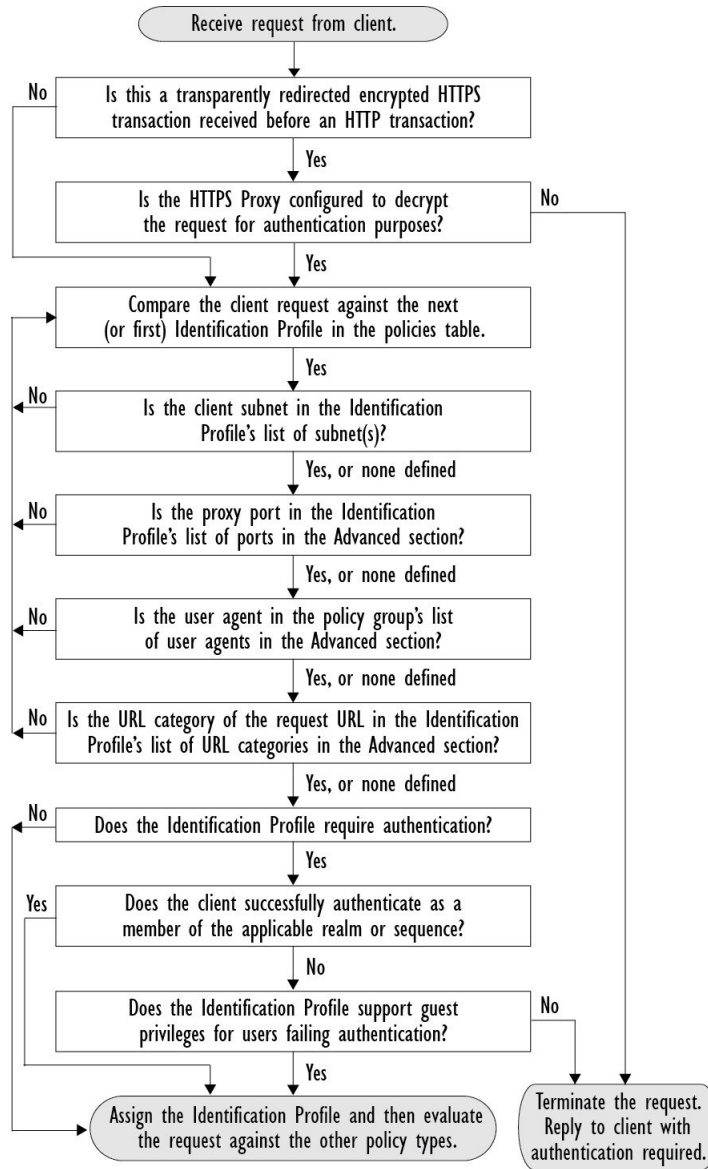 Receive request from client.
No
Is this a transparently redirected encrypted HTTPS
transaction received before an HTTP transaction?
Yes
Is the HTTPS Proxy configured to decrypt
the request for authentication purposes?
No
Yes
Compare the client request against the next
(or first) Identification Profile in the policies table.
Yes
No
Is the client subnet in the Identification
Profile's list of subnet(s)?
Yes, or none defined
No
Is the proxy port in the Identification
Profile's list of ports in the Advanced section?
Yes, or none defined
No
Is the user agent in the policy group's list
of user agents in the Advanced section?
Yes, or none defined
No
Is the URL category of the request URL in the Identification
Profile's list of URL categories in the Advanced section?
Yes, or none defined
No
Does the Identification Profile require authentication?
Yes
Yes
Does the client successfully authenticate as a
member of the applicable realm or sequence?
No
Does the Identification Profile support guest
privileges for users failing authentication?
No
Yes
Assign the Identification Profile and then evaluate
the request against the other policy types.
Terminate the request.
Reply to client with
authentication required.